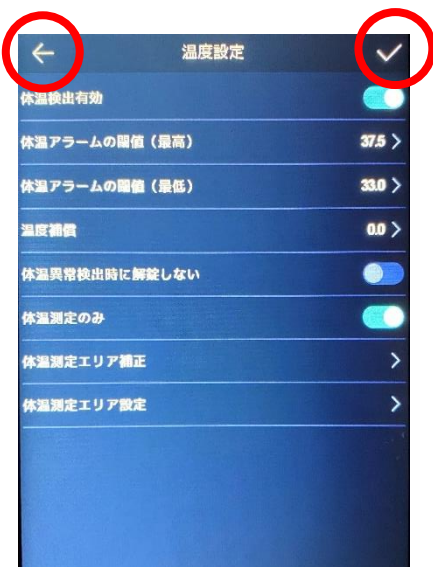 温度設定
体温検出有効
体温アラームの閾値（最高） 37.5
体温アラームの閾値（最低） 33.0
温度補償 0.0
体温異常検出時に解錠しない
体温測定のみ
体温測定エリア補正
体温測定エリア設定